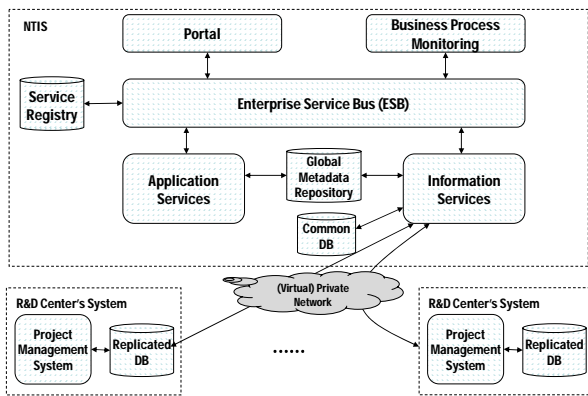 NTIS
Portal
Business Process
Monitoring
Service
Registry
Enterprise Service Bus (ESB)
Application
Services
Global
Metadata
Repository
Information
Services
Common
DB
(Virtual) Private
Network
R&D Center's System
Project
Management
System
Replicated
DB
......
R&D Center's System
Project
Management
System
Replicated
DB